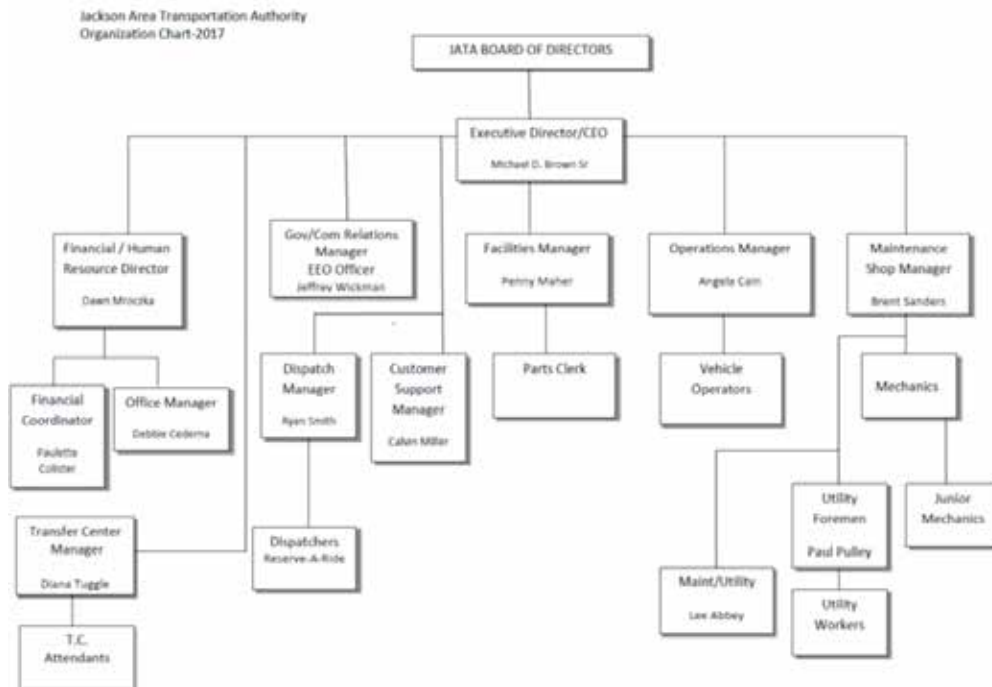 Jackson Area Transportation Authority
Organization Chart-2017
JATA BOARD OF DIRECTORS
Executive Director/CEO
Michael D. Brown Sr
Financial / Human
Resource Director
Dawn Mroczka
Gov/Com Relations
Manager
EEO Officer
Jeffrey Wickman
Facilities Manager
Penny Maher
Operations Manager
Angela
Maintenance
Shop Manager
Brent Sanders
Financial
Coordinator
Paulette
Colister
Office Manager
Debbie Cederna
Dispatch
Manager
Ryan Smith
Customer
Support
Manager
Calvin Miller
Parts Clerk
Vehicle
Operators
Mechanics
Transfer Center
Manager
Diana Tuggle
Dispatchers
Reserve-A-Ride
Maint/Utility
Lee Abbey
Utility
Foremen
Paul Pulley
Junior
Mechanics
T.C.
Attendants
Utility
Workers